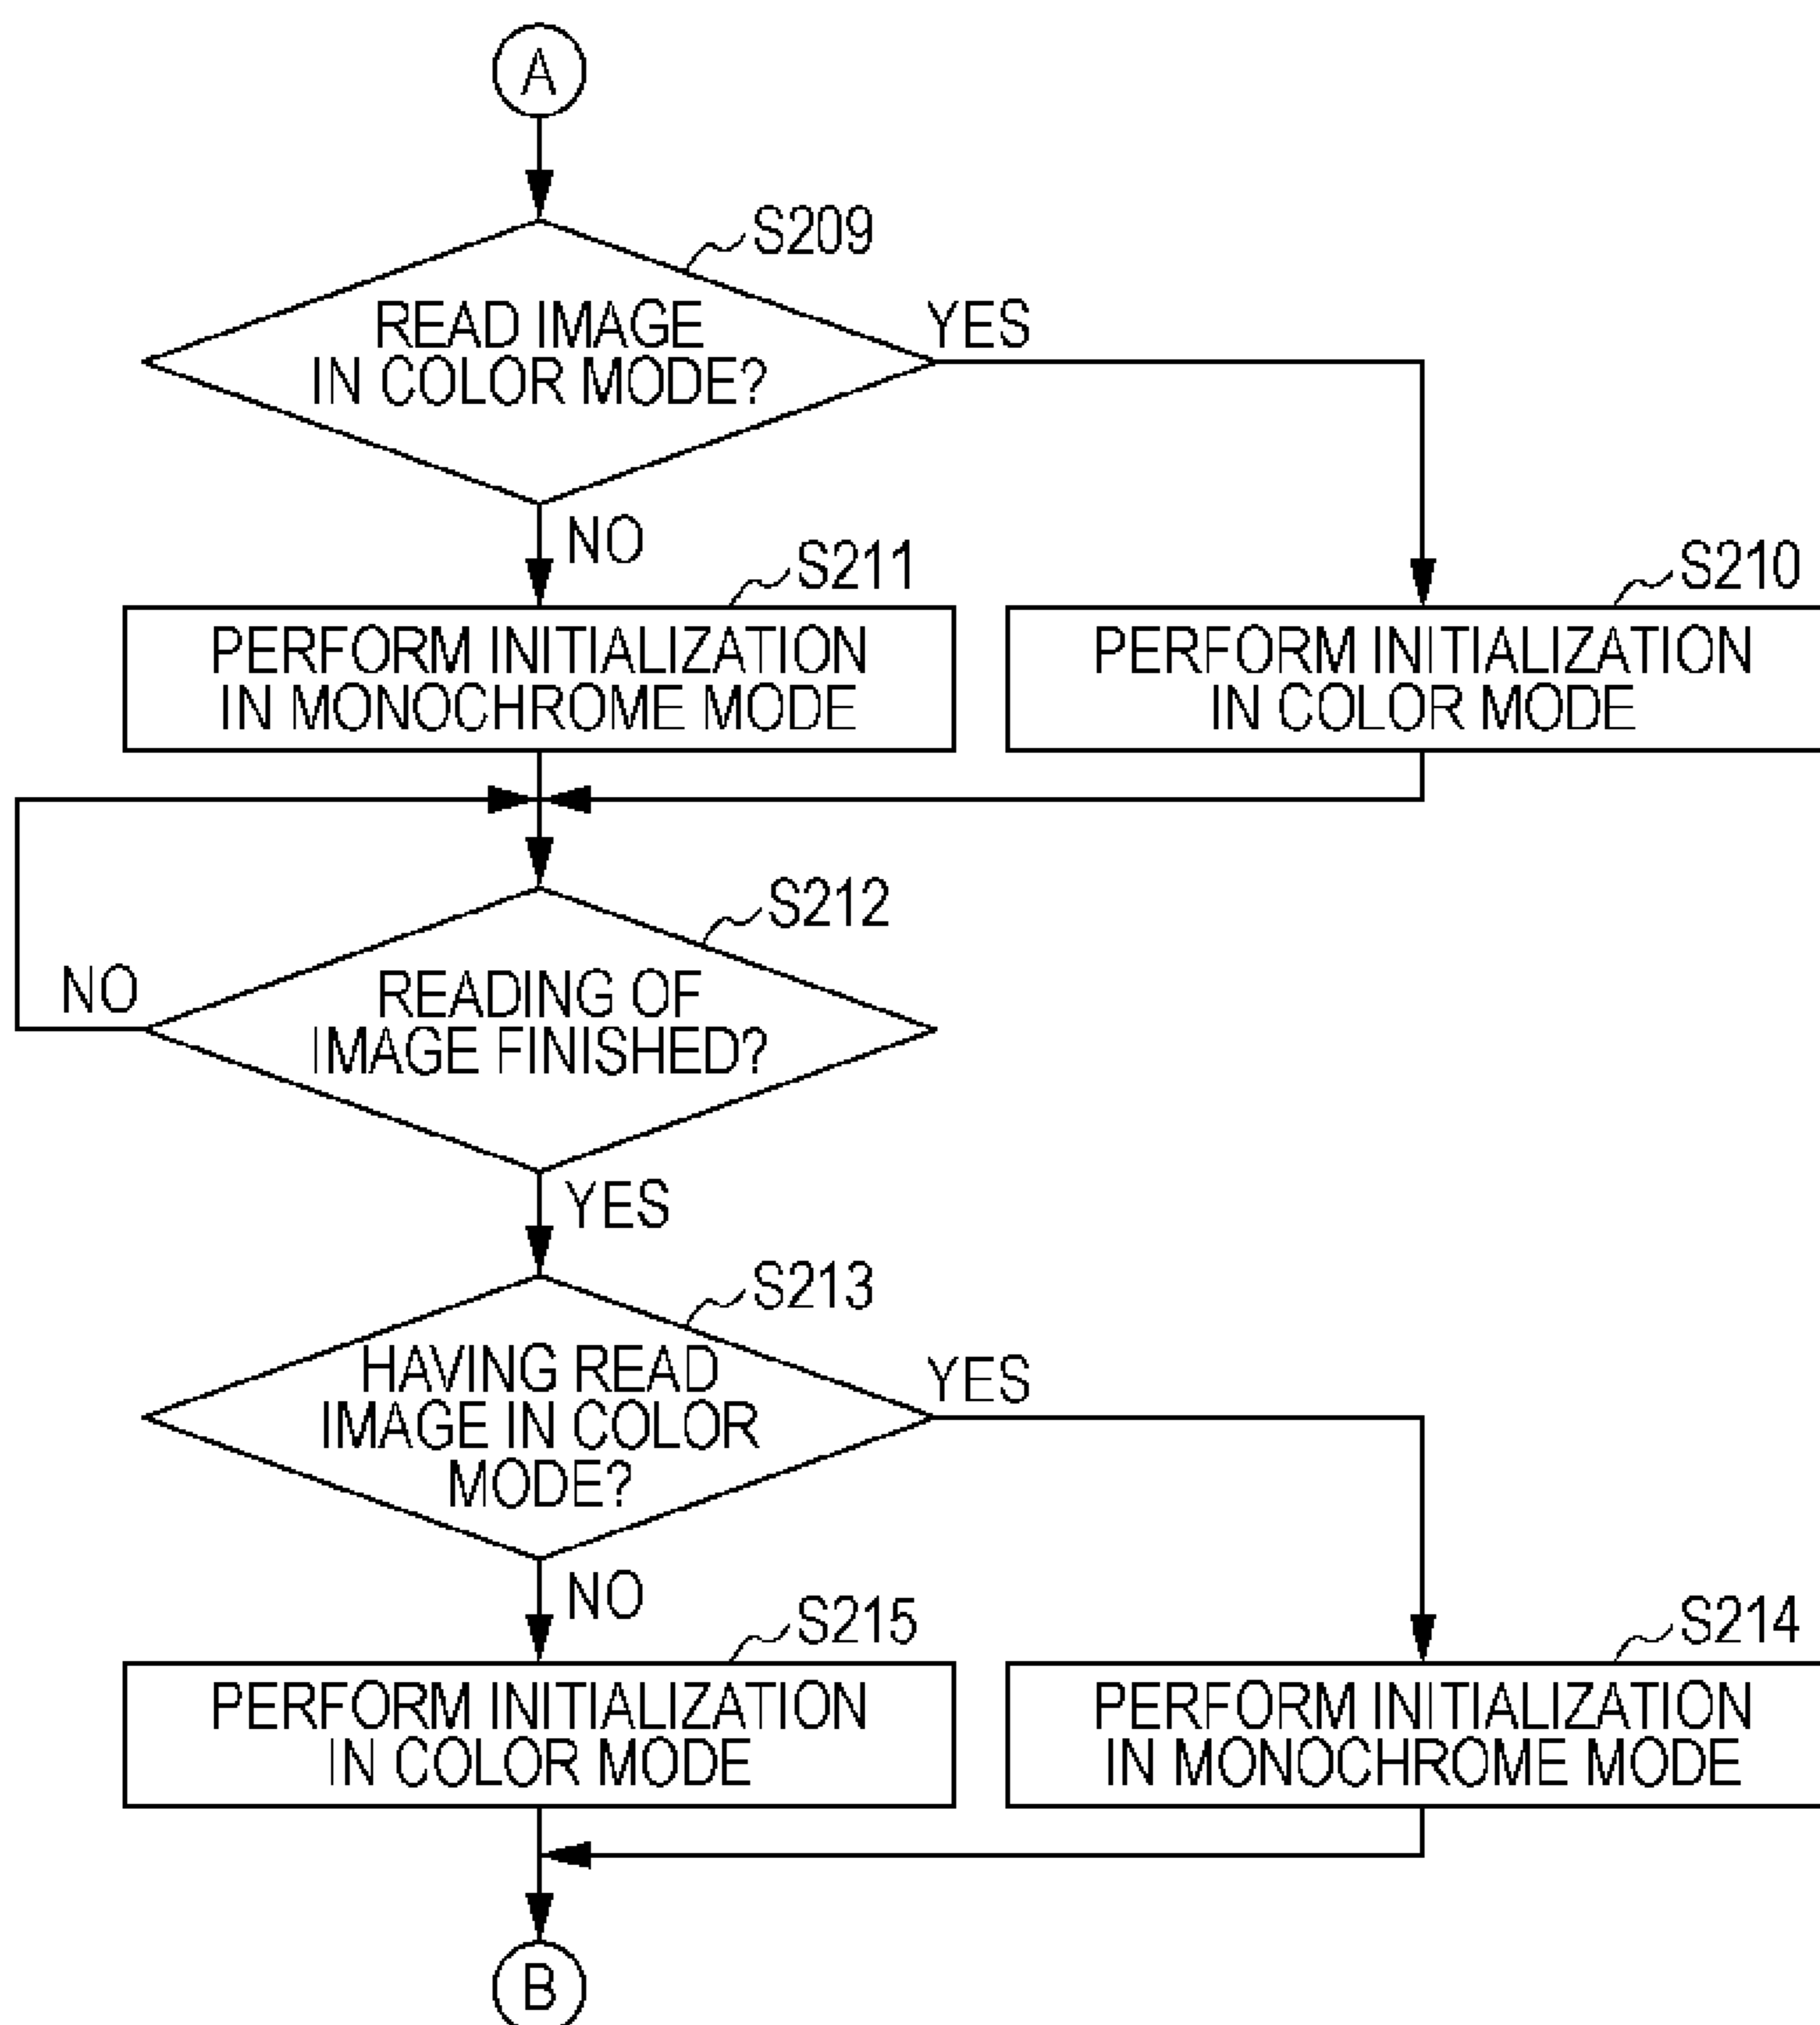 A
S209
READ IMAGE
IN COLOR MODE?
YES
NO
S211
PERFORM INITIALIZATION
IN MONOCHROME MODE
S210
PERFORM INITIALIZATION
IN COLOR MODE
S212
READING OF
IMAGE FINISHED?
NO
YES
S213
HAVING READ
IMAGE IN COLOR
MODE?
YES
NO
S215
PERFORM INITIALIZATION
IN COLOR MODE
S214
PERFORM INITIALIZATION
IN MONOCHROME MODE
B